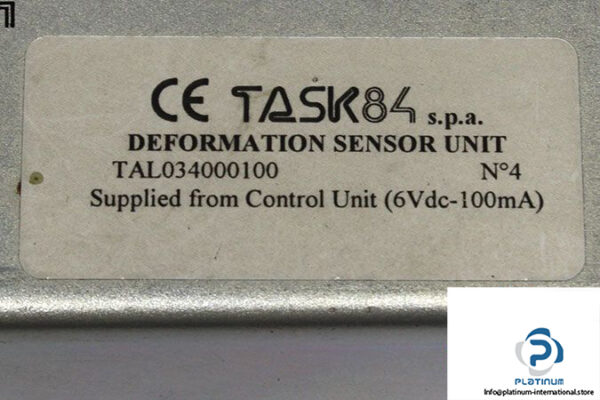 CE TASK84 s.p.a.
DEFORMATION SENSOR UNIT
TAL034000100 N°4
Supplied from Control Unit (6Vdc-100mA)
PLATINUM
Info@platinum-international.store